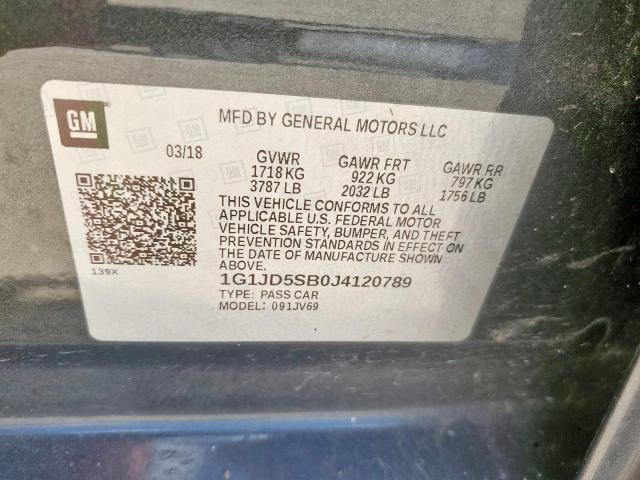 GM
MFD BY GENERAL MOTORS LLC
03/18 GVWR GAWR FRT GAWR RR
1718 KG 922 KG 797 KG
3787 LB 2032 LB 1756 LB
THIS VEHICLE CONFORMS TO ALL
APPLICABLE U.S. FEDERAL MOTOR
VEHICLE SAFETY, BUMPER, AND THEFT
PREVENTION STANDARDS IN EFFECT ON
THE DATE OF MANUFACTURE SHOWN
ABOVE.
139X
1G1JD5SB0J4120789
TYPE: PASS CAR
MODEL: 091JV69